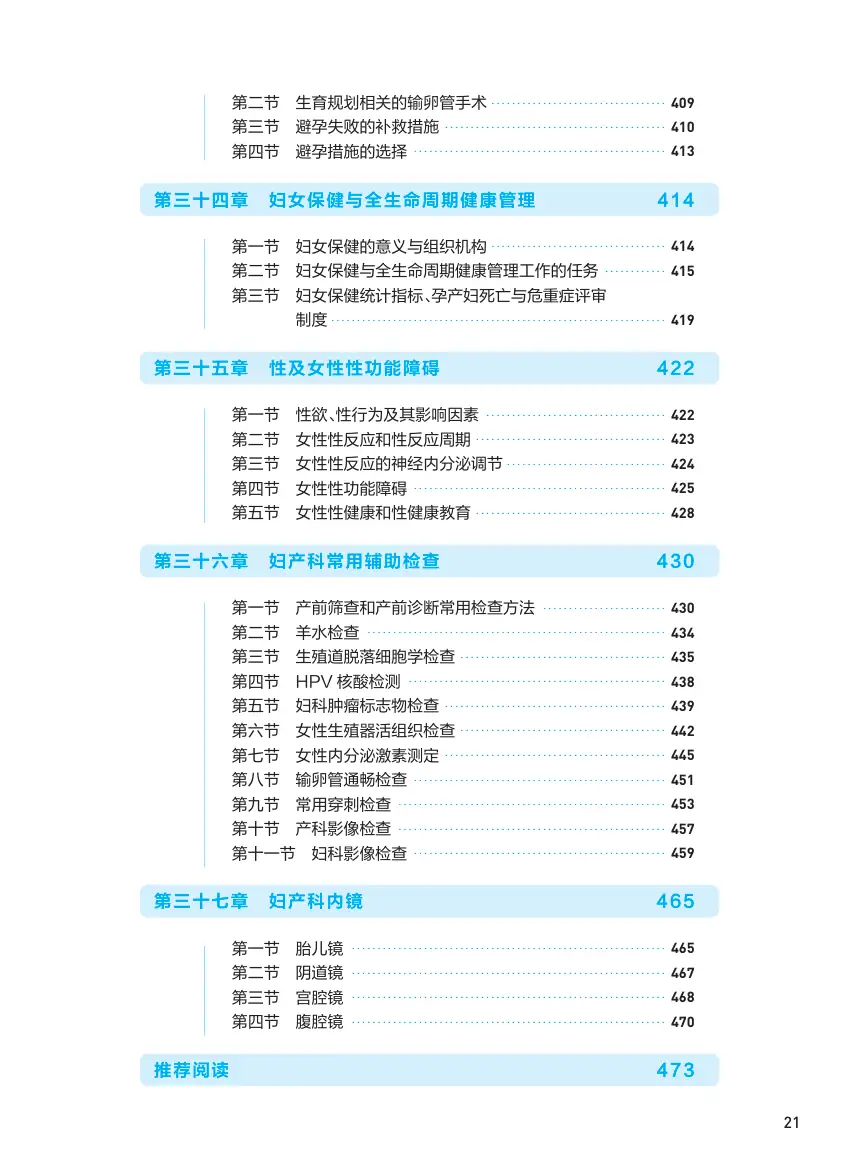 第二节 生育规划相关的输卵管手术 409
第三节 避孕失败的补救措施 410
第四节 避孕措施的选择 413
第三十四章 妇女保健与全生命周期健康管理 414
第一节 妇女保健的意义与组织机构 414
第二节 妇女保健与全生命周期健康管理工作的任务 415
第三节 妇女保健统计指标、孕产妇死亡与危重症评审
制度 419
第三十五章 性及女性性功能障碍 422
第一节 性欲、性行为及其影响因素 422
第二节 女性性反应和性反应周期 423
第三节 女性性反应的神经内分泌调节 424
第四节 女性性功能障碍 425
第五节 女性性健康和性健康教育 428
第三十六章 妇产科常用辅助检查 430
第一节 产前筛查和产前诊断常用检查方法 430
第二节 羊水检查 434
第三节 生殖道脱落细胞学检查 435
第四节 HPV 核酸检测 438
第五节 妇科肿瘤标志物检查 439
第六节 女性生殖器活组织检查 442
第七节 女性内分泌激素测定 445
第八节 输卵管通畅检查 451
第九节 常用穿刺检查 453
第十节 产科影像检查 457
第十一节 妇科影像检查 459
第三十七章 妇产科内镜 465
第一节 胎儿镜 465
第二节 阴道镜 467
第三节 宫腔镜 468
第四节 腹腔镜 470
推荐阅读 473
21